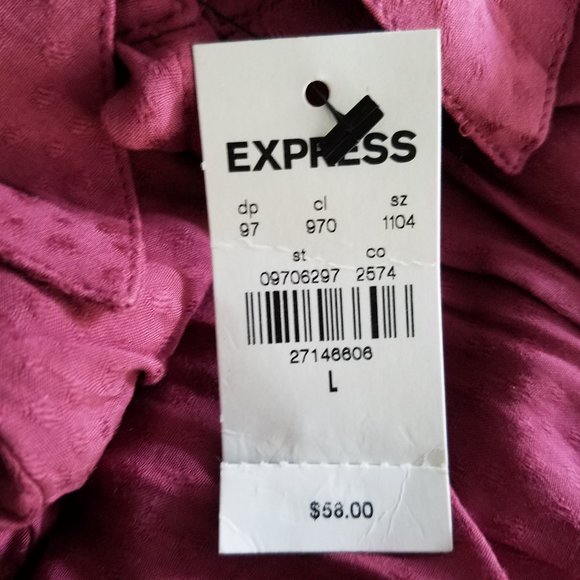 EXPRESS
dp cl sz
97 970 1104
st co
09706297 2574
27146606
L
$58.00